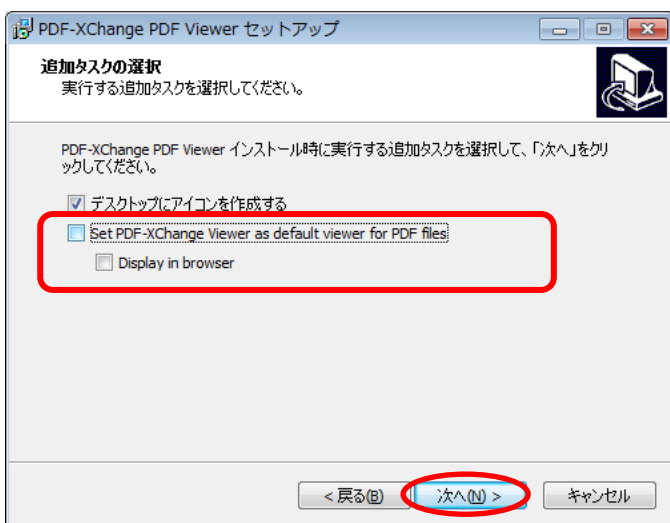 PDF-XChange PDF Viewer セットアップ
追加タスクの選択
実行する追加タスクを選択してください。
PDF-XChange PDF Viewer インストール時に実行する追加タスクを選択して、「次へ」をクリ
ックしてください。
デスクトップにアイコンを作成する
Set PDF-XChange Viewer as default viewer for PDF files
Display in browser
< 戻る(B)
次へ(N) >
キャンセル